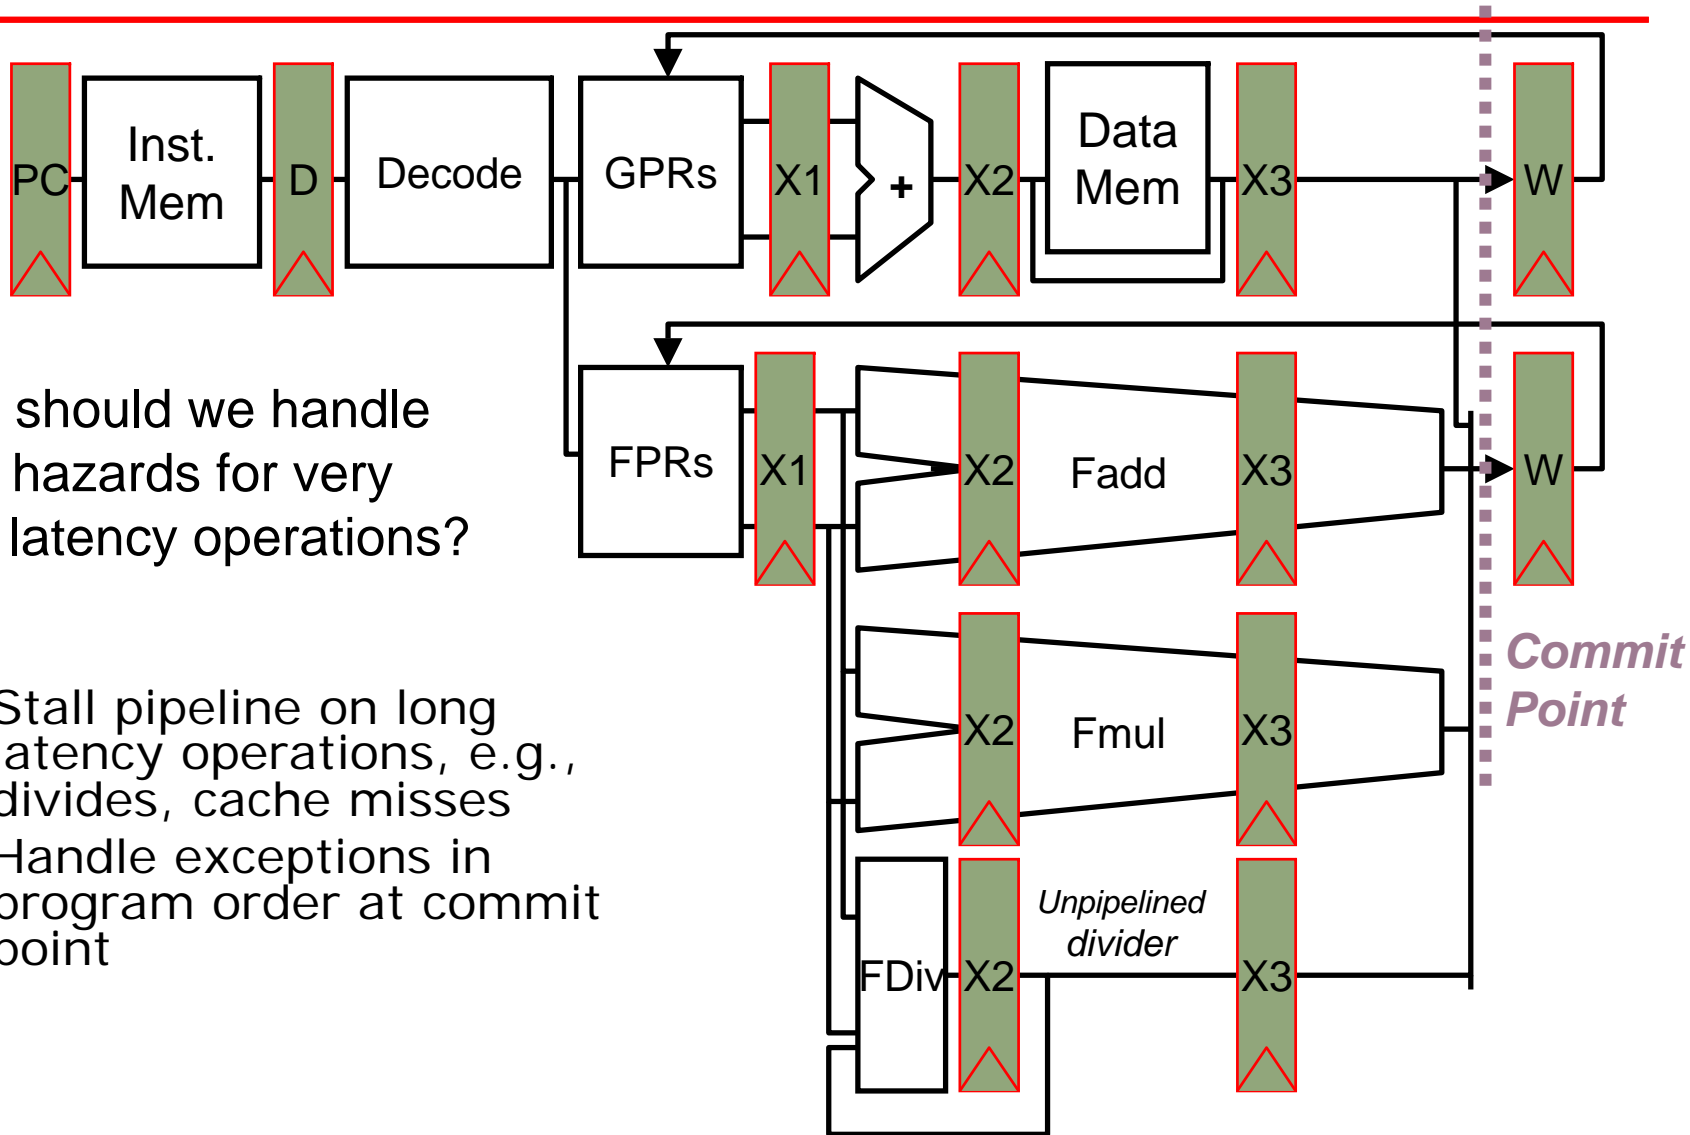 PC
Inst.
Mem
D
Decode
GPRs
X1
+
X2
Data
Mem
X3
W
should we handle
hazards for very
latency operations?
FPRs
X1
X2
Fadd
X3
W
X2
Fmul
X3
Commit
Point
Stall pipeline on long
latency operations, e.g.,
divides, cache misses
Handle exceptions in
program order at commit
point
FDiv
X2
Unpipelined
divider
X3